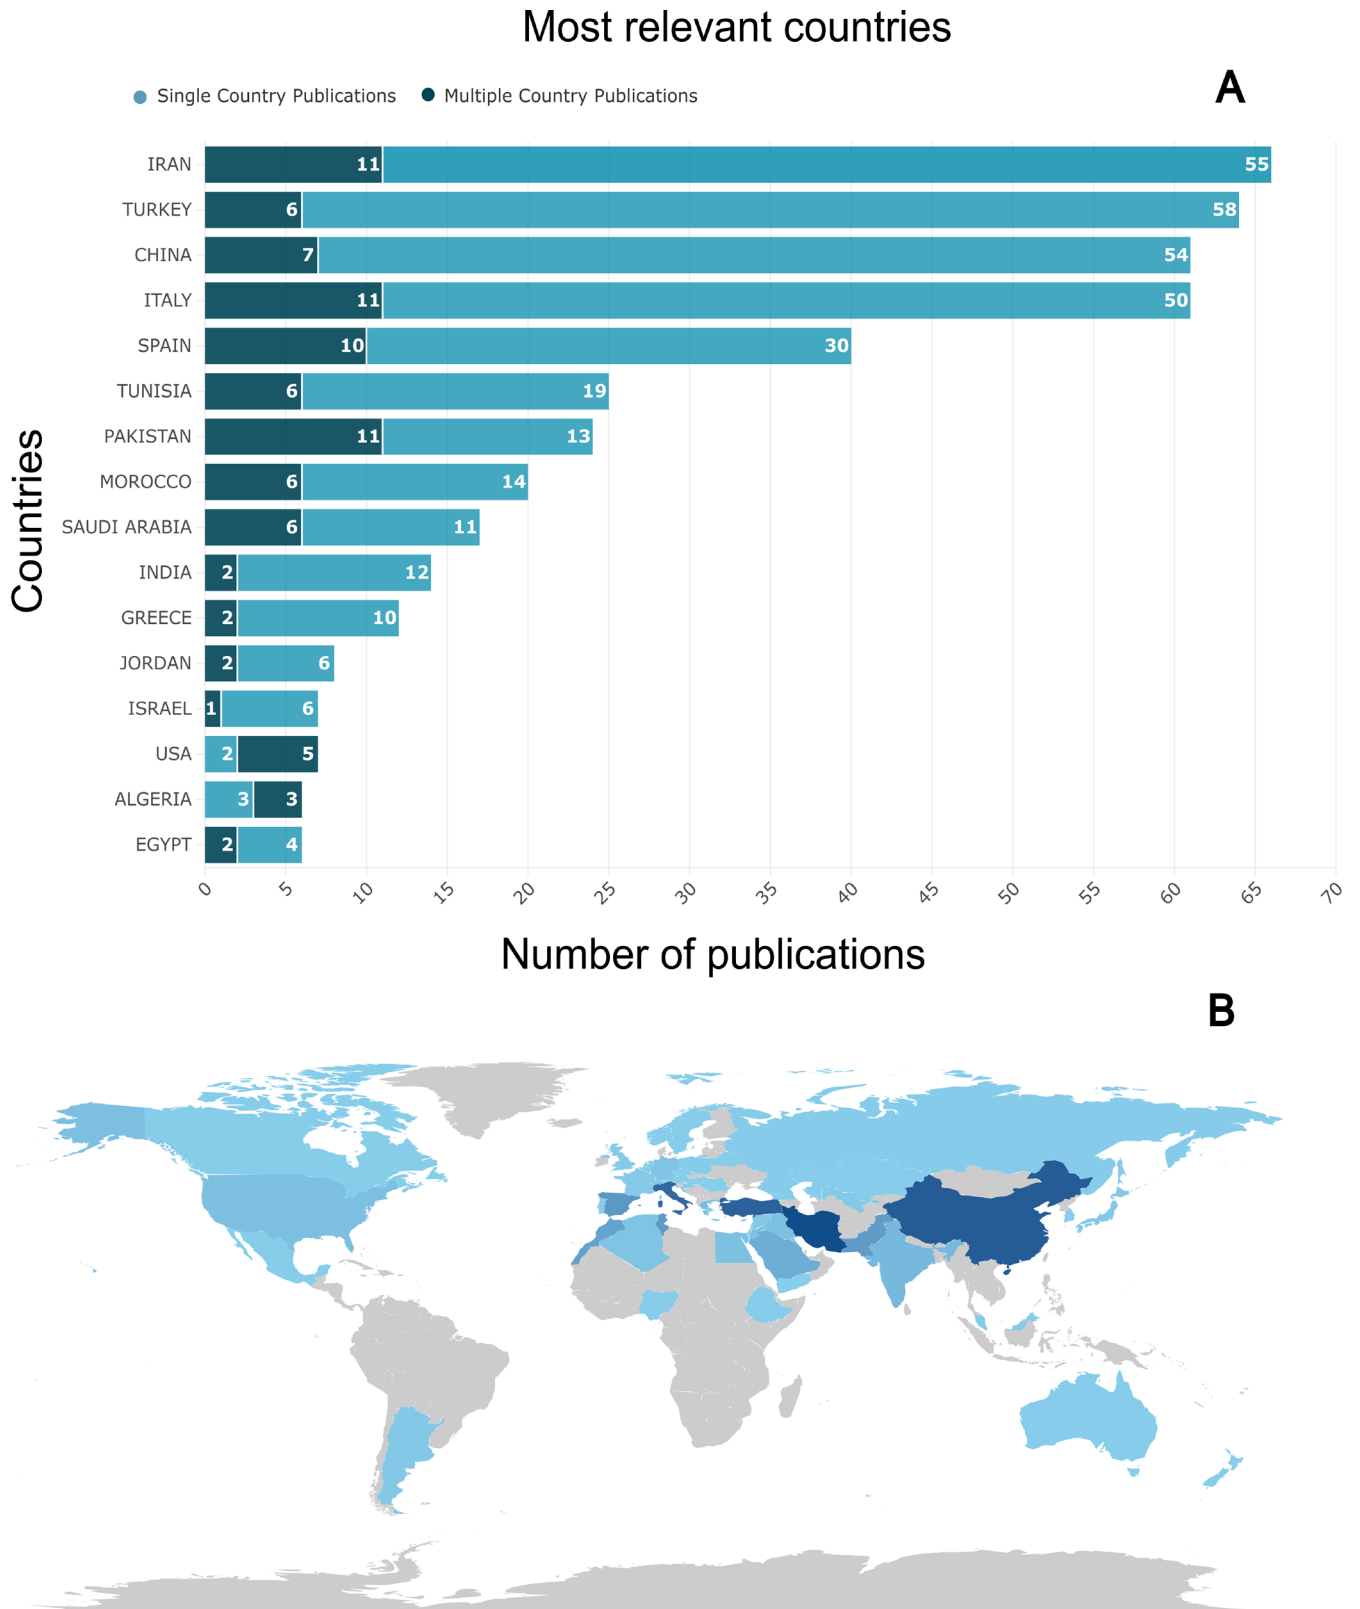 Most relevant countries
A
Single Country Publications Multiple Country Publications
IRAN 11 55
TURKEY 6 58
CHINA 7 54
ITALY 11 50
SPAIN 10 30
TUNISIA 6 19
PAKISTAN 11 13
MOROCCO 6 14
SAUDI ARABIA 6 11
INDIA 2 12
GREECE 2 10
JORDAN 2 6
ISRAEL 1 6
USA 2 5
ALGERIA 3 3
EGYPT 2 4
Countries
0 5 10 15 20 25 30 35 40 45 50 55 60 65 70
Number of publications
B